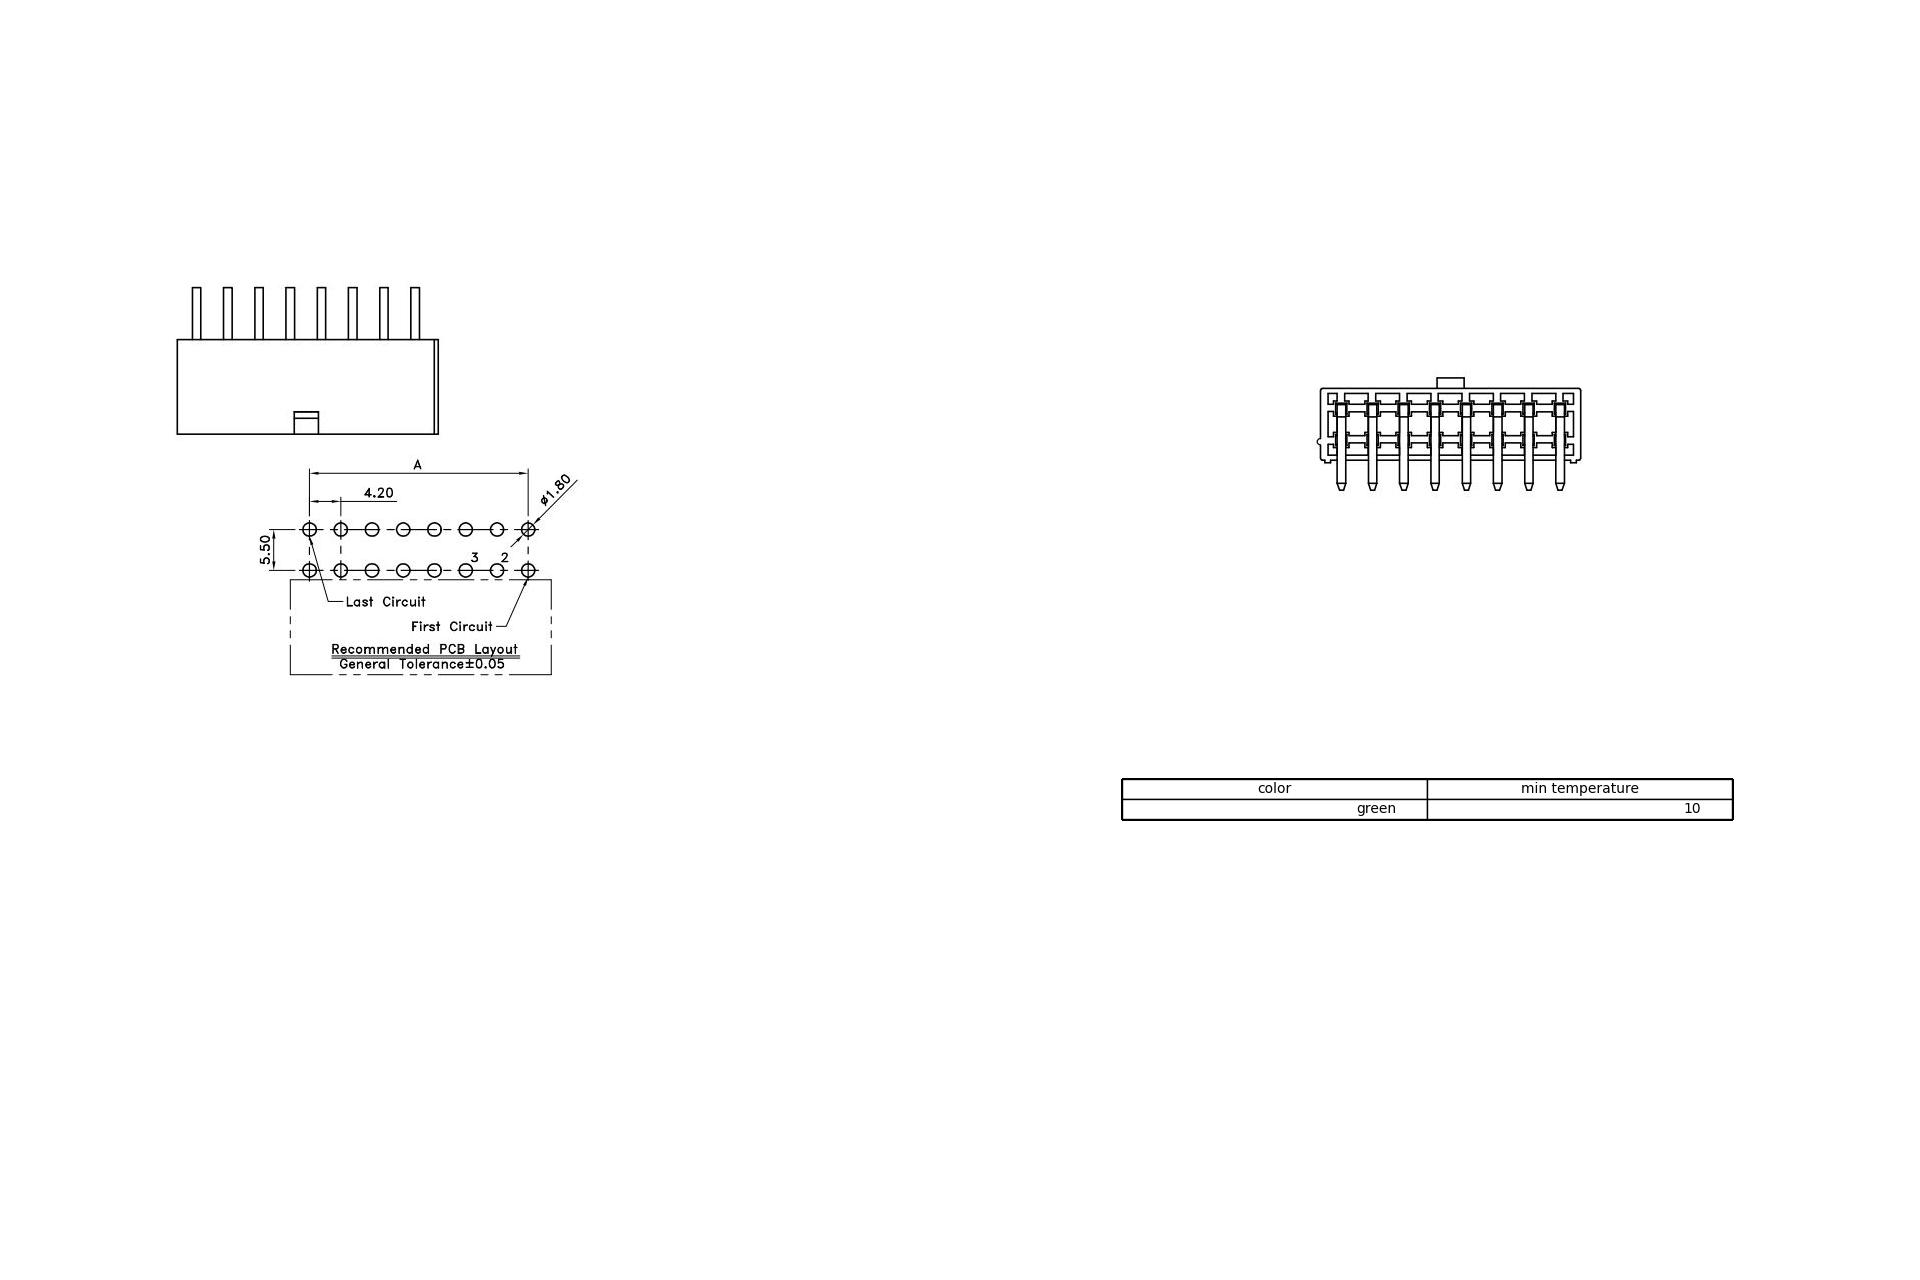 A
4.20
ø1.80
5.50
3 2
Last Circuit
First Circuit
Recommended PCB Layout
General Tolerance±0.05
color min temperature
green 10